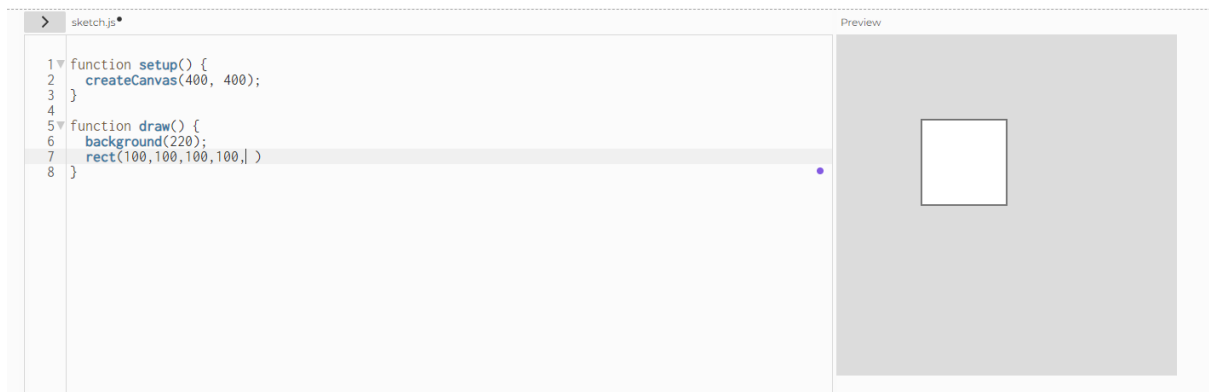 sketch.js
Preview
1 function setup() {
2 createCanvas(400, 400);
3 }
4
5 function draw() {
6 background(220);
7 rect(100,100,100,100, )
8 }